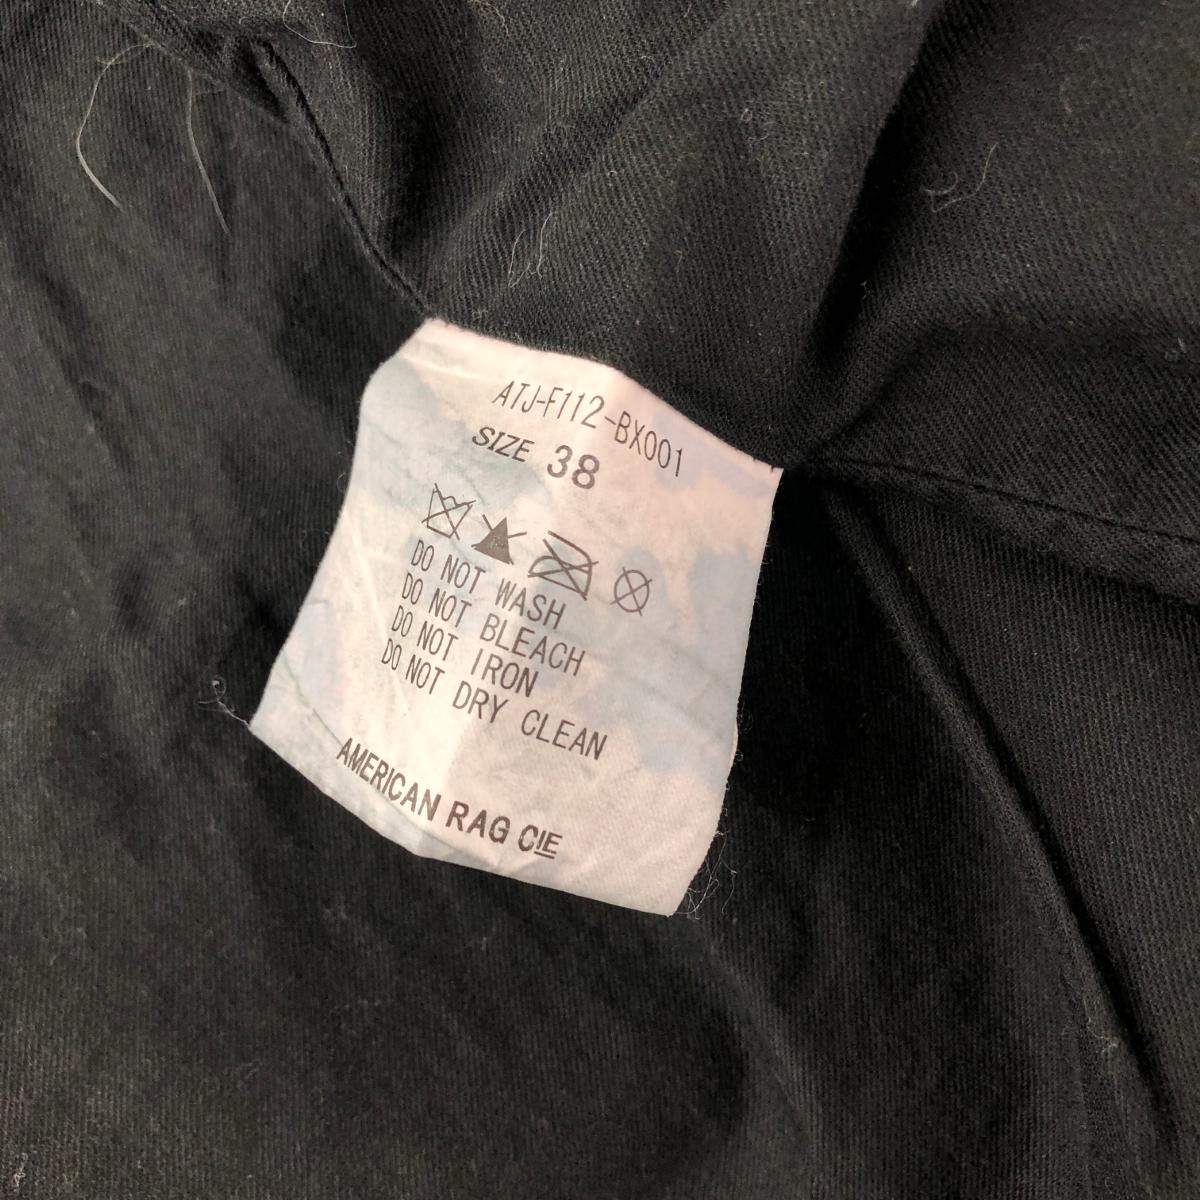 ATJ-F112-BX001
SIZE 38
DO NOT WASH
DO NOT BLEACH
DO NOT IRON
DO NOT DRY CLEAN
AMERICAN RAG CIE